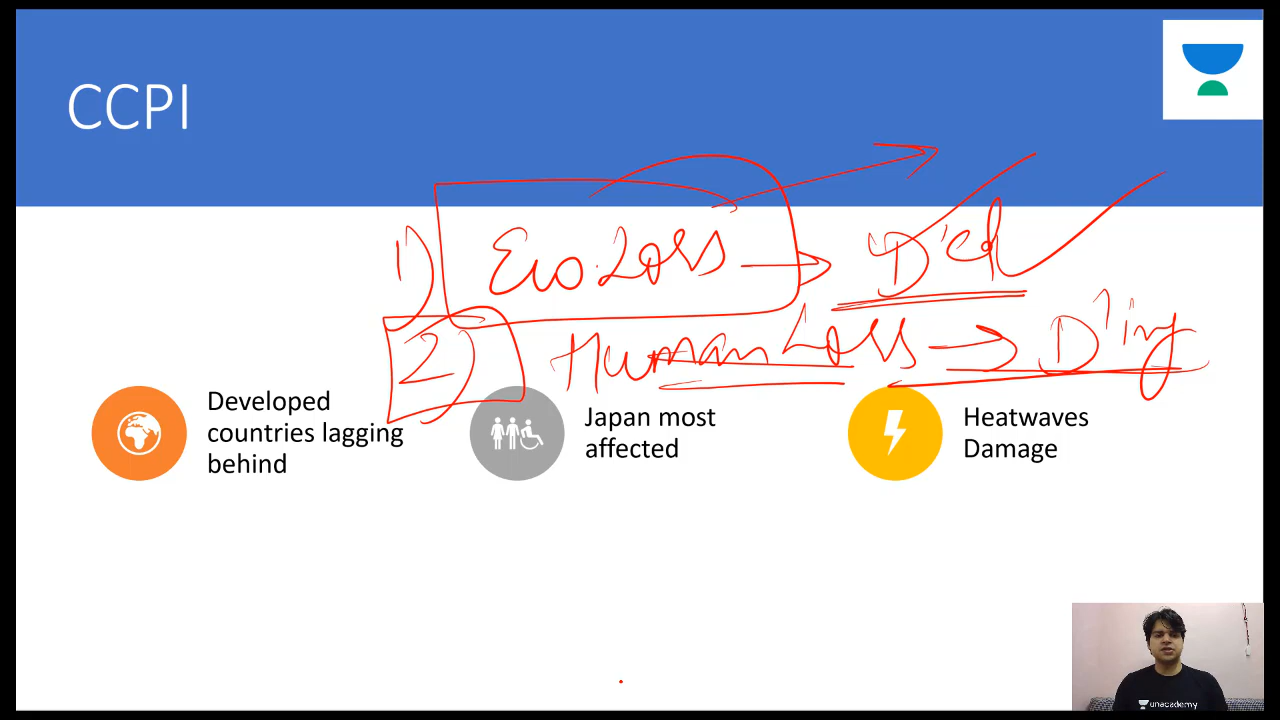 CCPI
1) Eco. Loss → D'ed
2) Human Loss → D'ing
Developed
countries lagging
behind
Japan most
affected
Heatwaves
Damage
unacademy